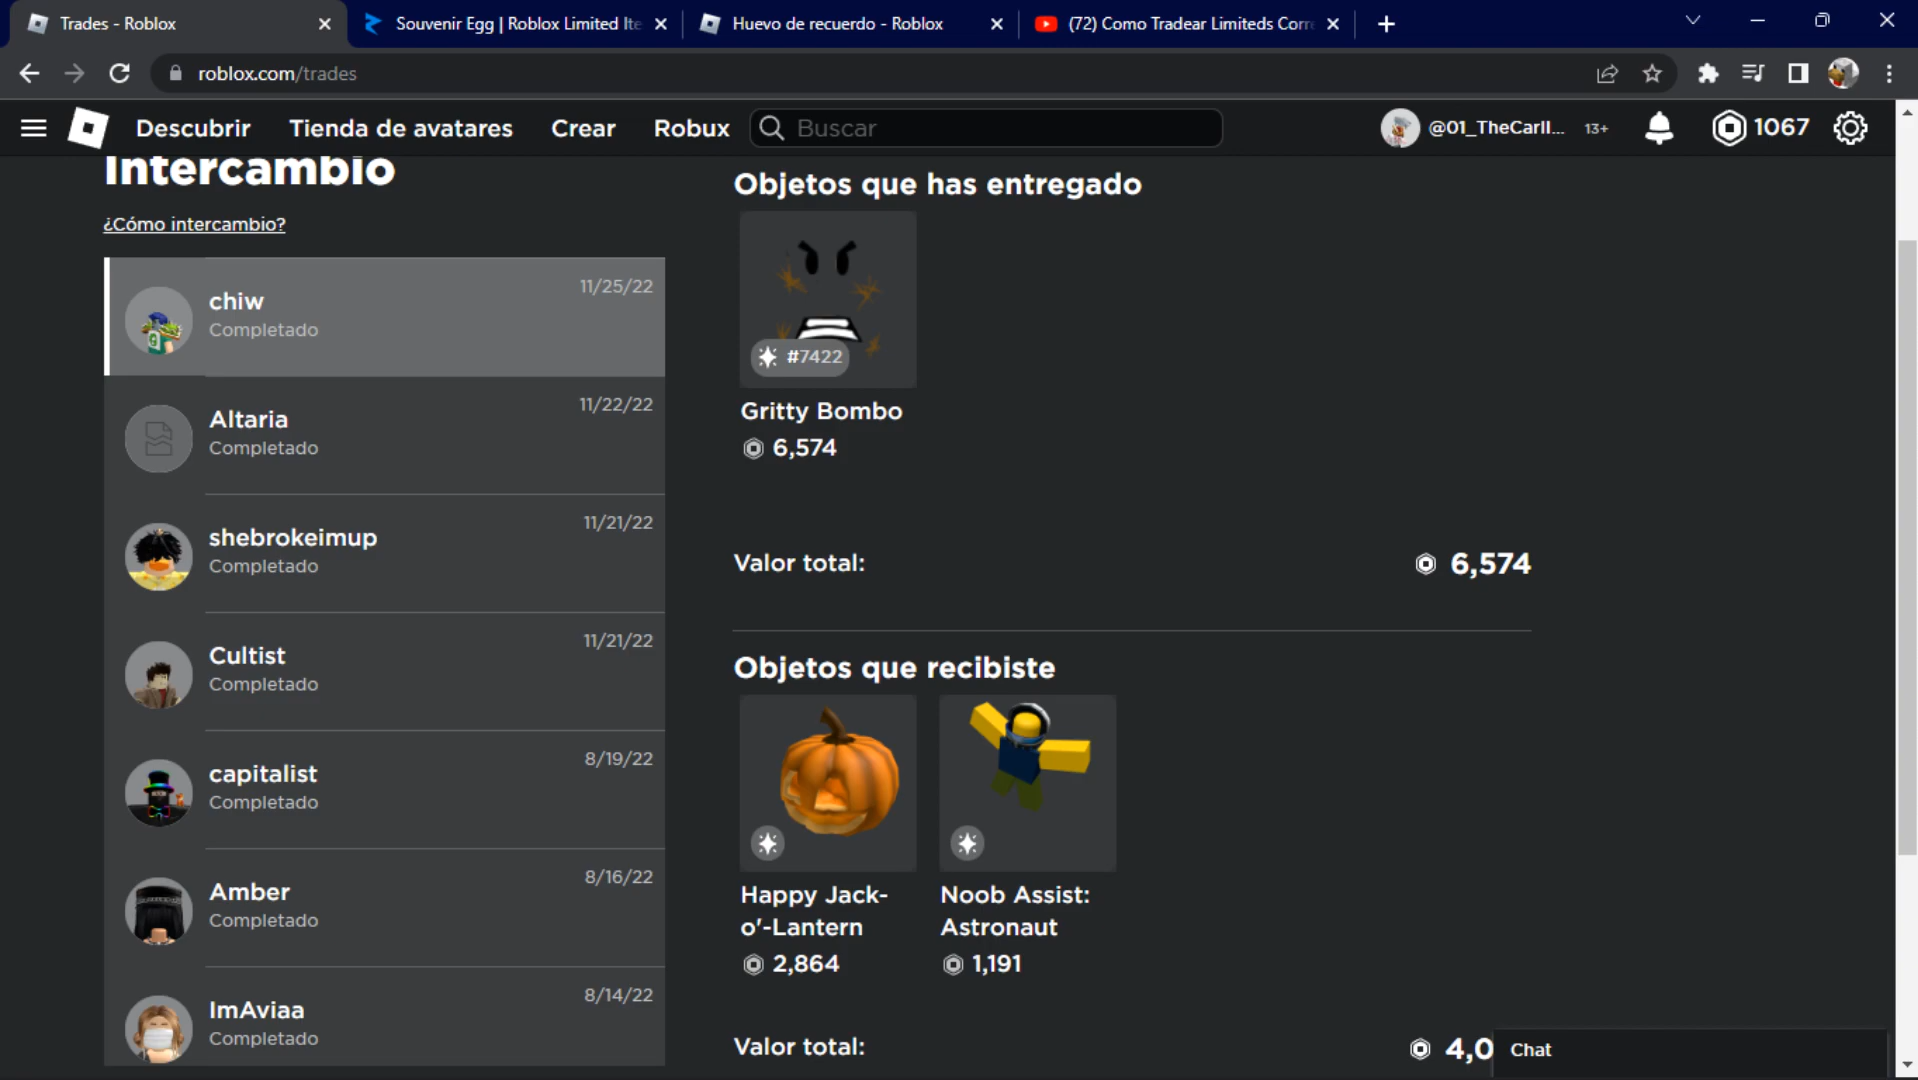 Trades - Roblox
Souvenir Egg | Roblox Limited Ite
Huevo de recuerdo - Roblox
(72) Como Tradear Limiteds Corre
roblox.com/trades
Descubrir
Tienda de avatares
Crear
Robux
Buscar
@01_TheCarll...
13+
1067
Intercambio
¿Cómo intercambio?
chiw
11/25/22
Completado
Altaria
11/22/22
Completado
shebrokeimup
11/21/22
Completado
Cultist
11/21/22
Completado
capitalist
8/19/22
Completado
Amber
8/16/22
Completado
ImAviaa
8/14/22
Completado
Objetos que has entregado
#7422
Gritty Bombo
6,574
Valor total:
6,574
Objetos que recibiste
Happy Jack-
o'-Lantern
2,864
Noob Assist:
Astronaut
1,191
Valor total:
4,0
Chat